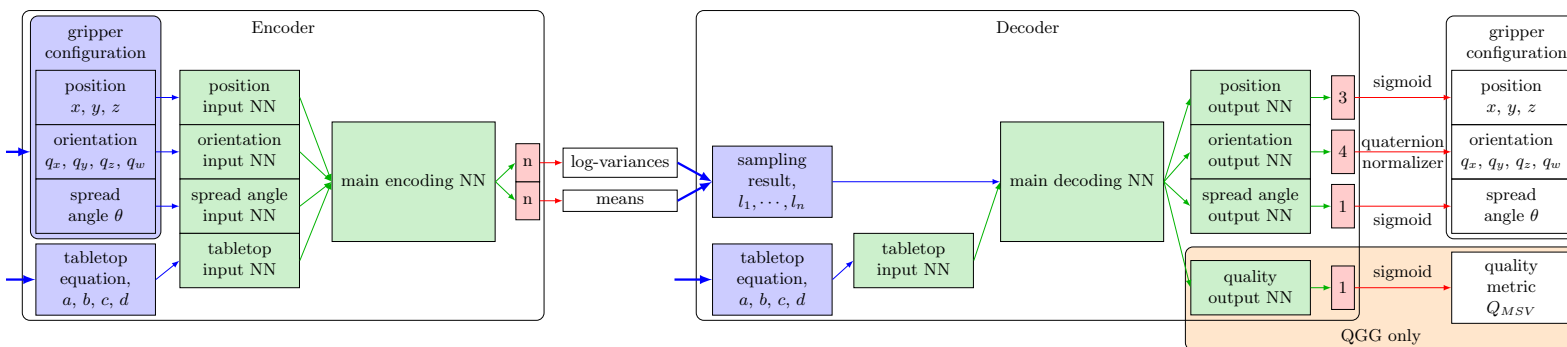 Encoder
gripper
configuration
position
x, y, z
orientation
q_x, q_y, q_z, q_w
spread
angle θ
tabletop
equation,
a, b, c, d
position
input NN
orientation
input NN
spread angle
input NN
tabletop
input NN
main encoding NN
n
n
log-variances
means
Decoder
sampling
result,
l_1, ⋯, l_n
tabletop
equation,
a, b, c, d
tabletop
input NN
main decoding NN
position
output NN
orientation
output NN
spread angle
output NN
quality
output NN
3
4
1
1
sigmoid
quaternion
normalizer
sigmoid
sigmoid
gripper
configuration
position
x, y, z
orientation
q_x, q_y, q_z, q_w
spread
angle θ
quality
metric
Q_MSV
QGG only